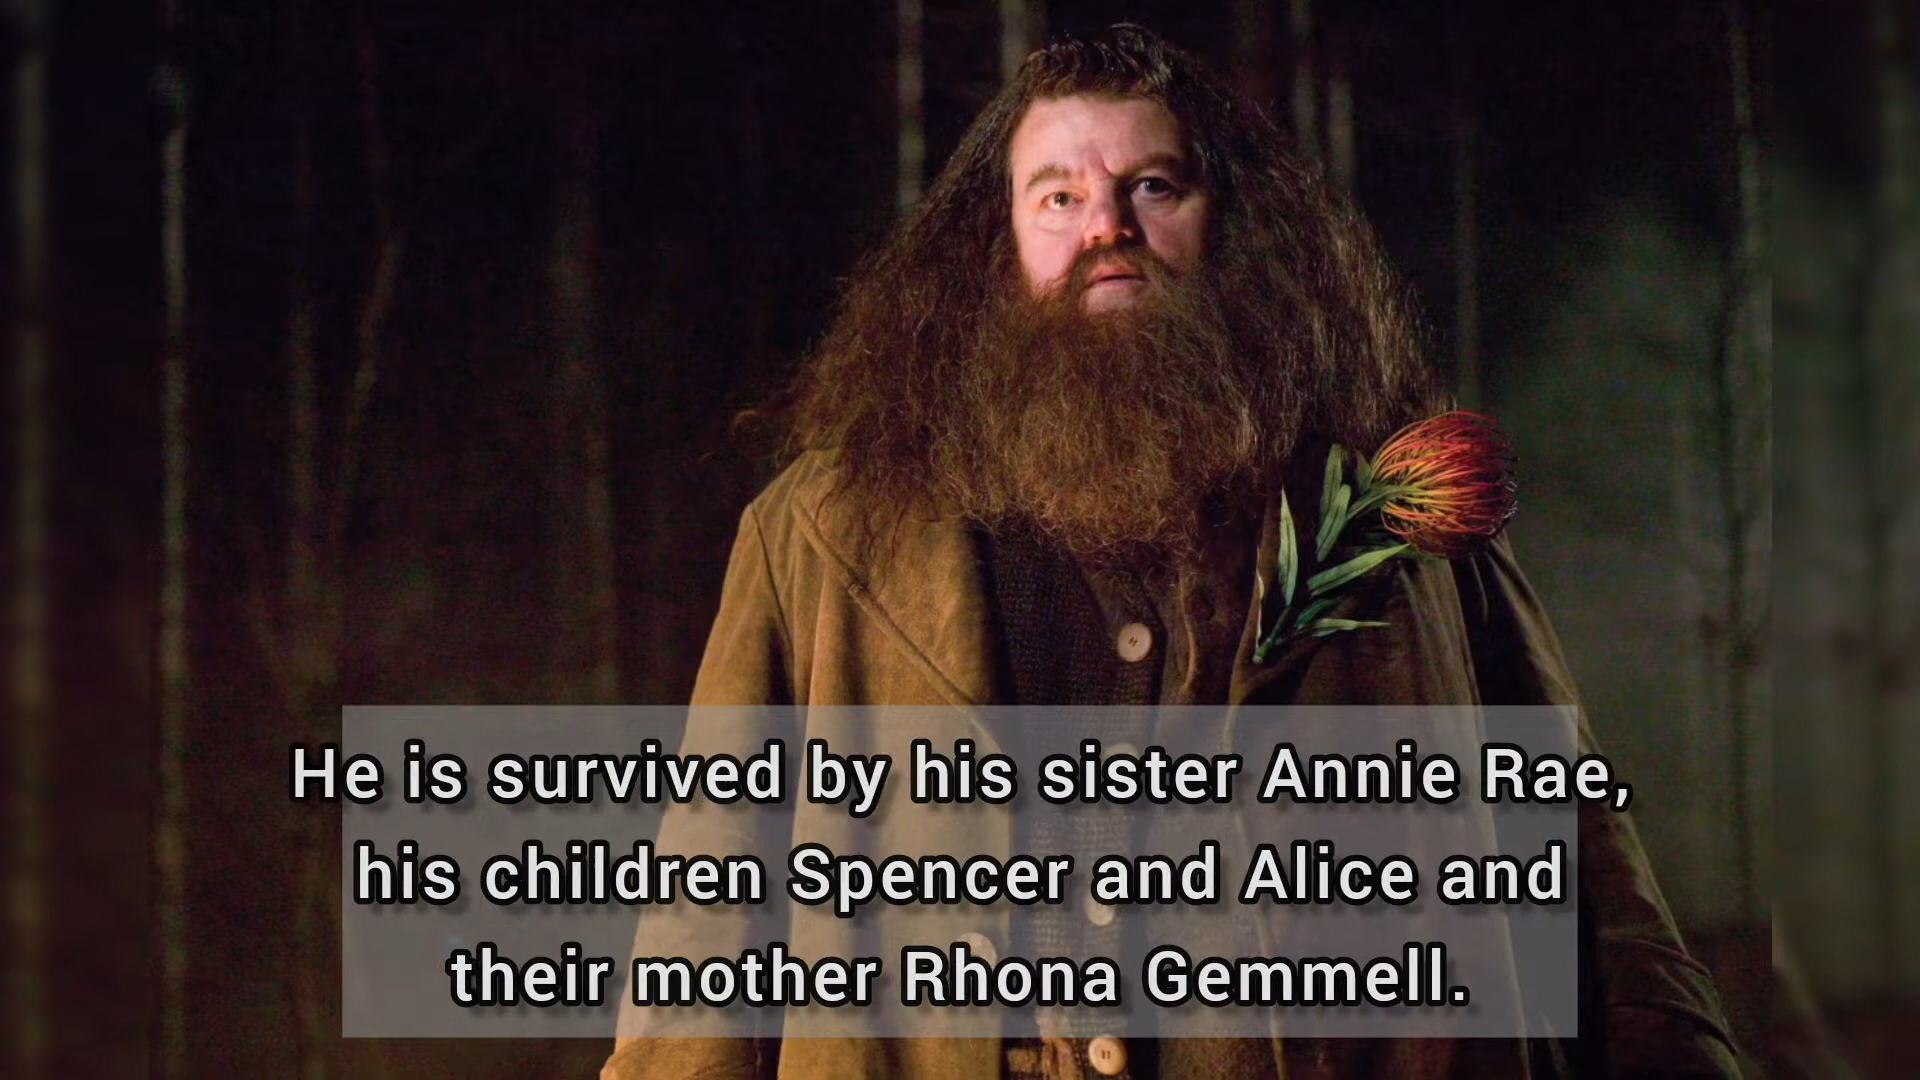 He is survived by his sister Annie Rae,
his children Spencer and Alice and
their mother Rhona Gemmell.